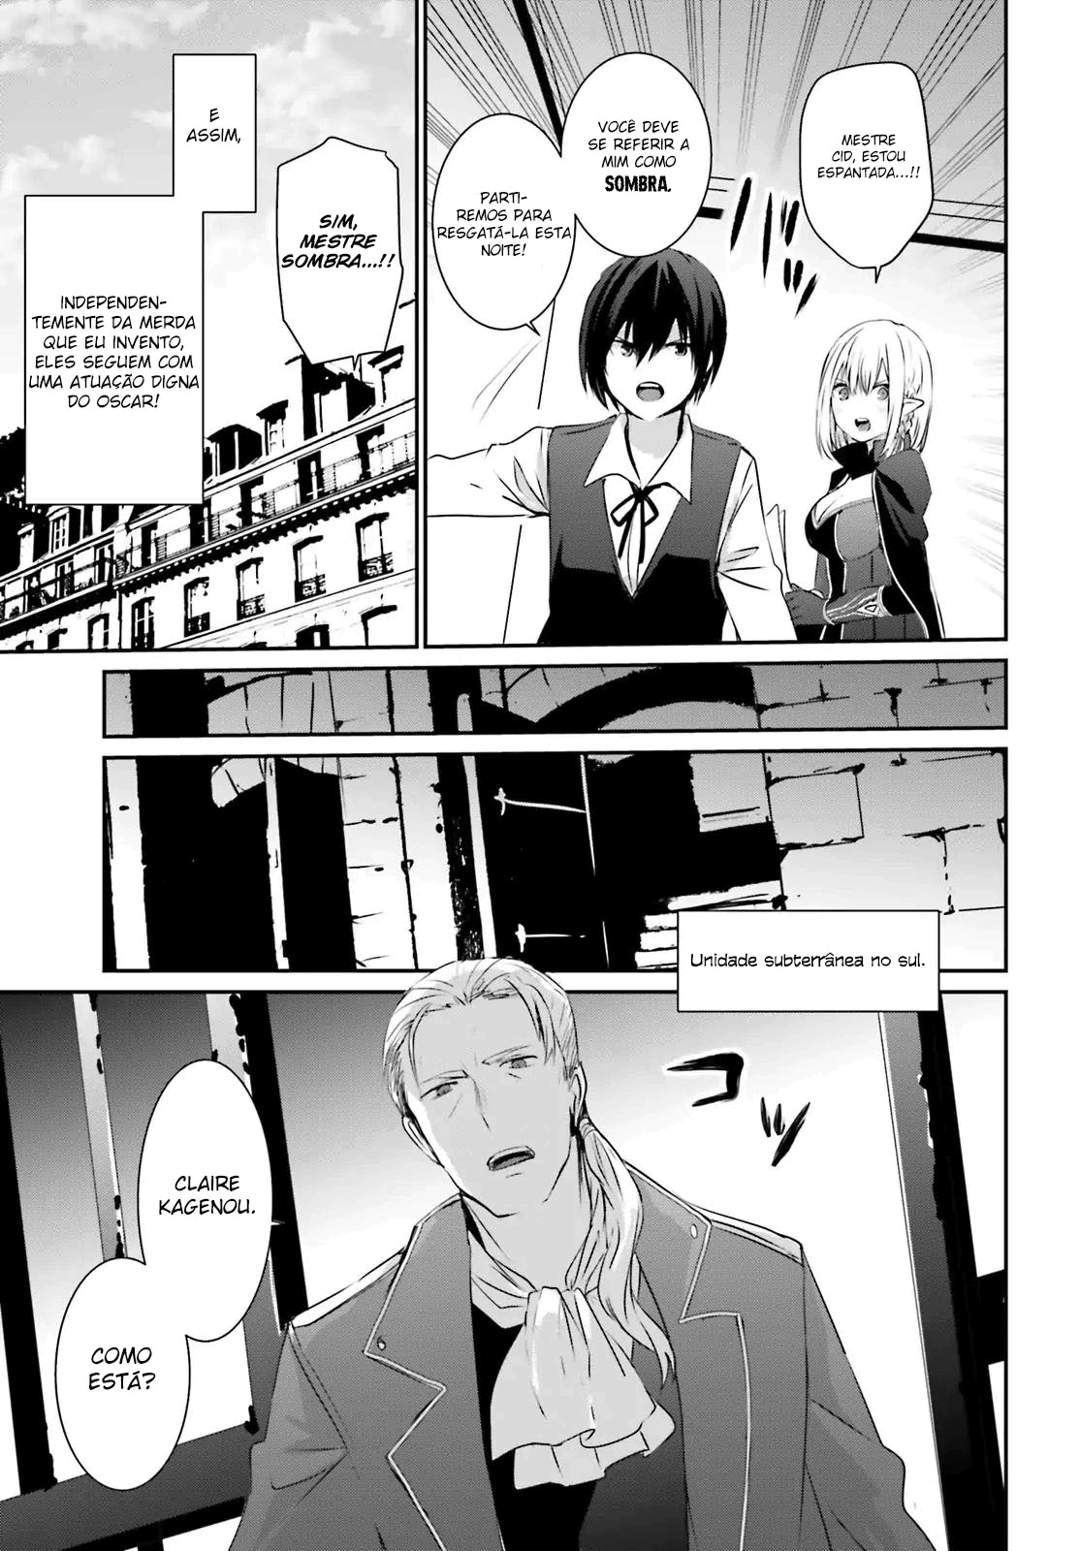 MESTRE
CID, ESTOU
ESPANTADA...!!
VOCÊ DEVE
SE REFERIR A
MIM COMO
SOMBRA.
PARTI-
REMOS PARA
RESGATÁ-LA ESTA
NOITE!
SIM,
MESTRE
SOMBRA...!!
E
ASSIM,
INDEPENDEN-
TEMENTE DA MERDA
QUE EU INVENTO,
ELES SEGUEM COM
UMA ATUAÇÃO DIGNA
DO OSCAR!
Unidade subterrânea no sul.
コッ
CLAIRE
KAGENOU.
COMO
ESTÁ?